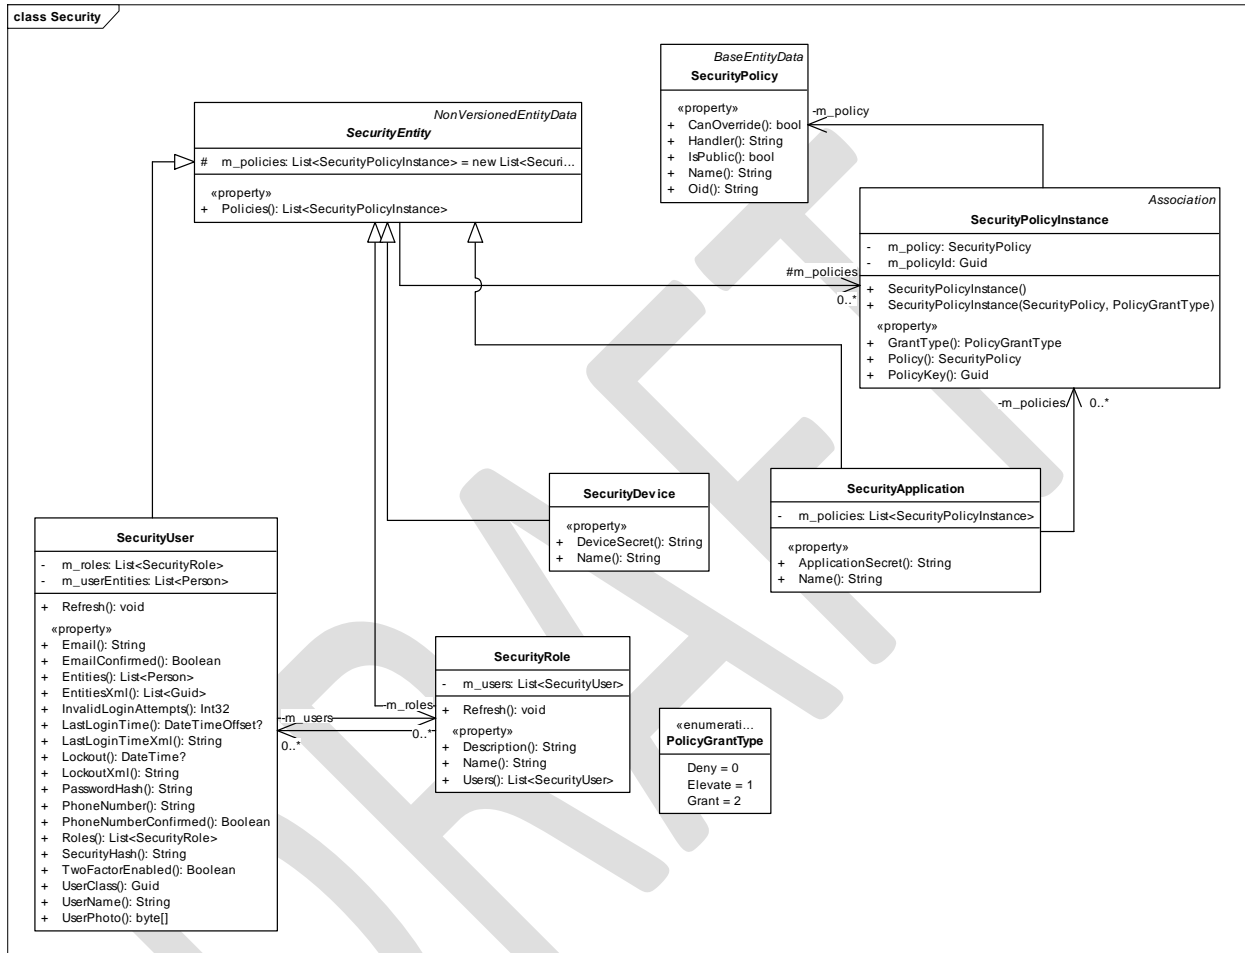 class Security
BaseEntityData
SecurityPolicy
«property»
+ CanOverride(): bool
+ Handler(): String
+ IsPublic(): bool
+ Name(): String
+ Oid(): String
-m_policy
NonVersionedEntityData
SecurityEntity
# m_policies: List<SecurityPolicyInstance> = new List<Securi...
«property»
+ Policies(): List<SecurityPolicyInstance>
Association
SecurityPolicyInstance
- m_policy: SecurityPolicy
- m_policyId: Guid
+ SecurityPolicyInstance()
+ SecurityPolicyInstance(SecurityPolicy, PolicyGrantType)
«property»
+ GrantType(): PolicyGrantType
+ Policy(): SecurityPolicy
+ PolicyKey(): Guid
#m_policies
0..*
-m_policies
0..*
SecurityDevice
«property»
+ DeviceSecret(): String
+ Name(): String
SecurityApplication
- m_policies: List<SecurityPolicyInstance>
«property»
+ ApplicationSecret(): String
+ Name(): String
SecurityUser
- m_roles: List<SecurityRole>
- m_userEntities: List<Person>
+ Refresh(): void
«property»
+ Email(): String
+ EmailConfirmed(): Boolean
+ Entities(): List<Person>
+ EntitiesXml(): List<Guid>
+ InvalidLoginAttempts(): Int32
+ LastLoginTime(): DateTimeOffset?
+ LastLoginTimeXml(): String
+ Lockout(): DateTime?
+ LockoutXml(): String
+ PasswordHash(): String
+ PhoneNumber(): String
+ PhoneNumberConfirmed(): Boolean
+ Roles(): List<SecurityRole>
+ SecurityHash(): String
+ TwoFactorEnabled(): Boolean
+ UserClass(): Guid
+ UserName(): String
+ UserPhoto(): byte[]
-m_roles
-m_users
0..*
0..*
SecurityRole
- m_users: List<SecurityUser>
+ Refresh(): void
«property»
+ Description(): String
+ Name(): String
+ Users(): List<SecurityUser>
«enumerati...
PolicyGrantType
Deny = 0
Elevate = 1
Grant = 2
DRAFT